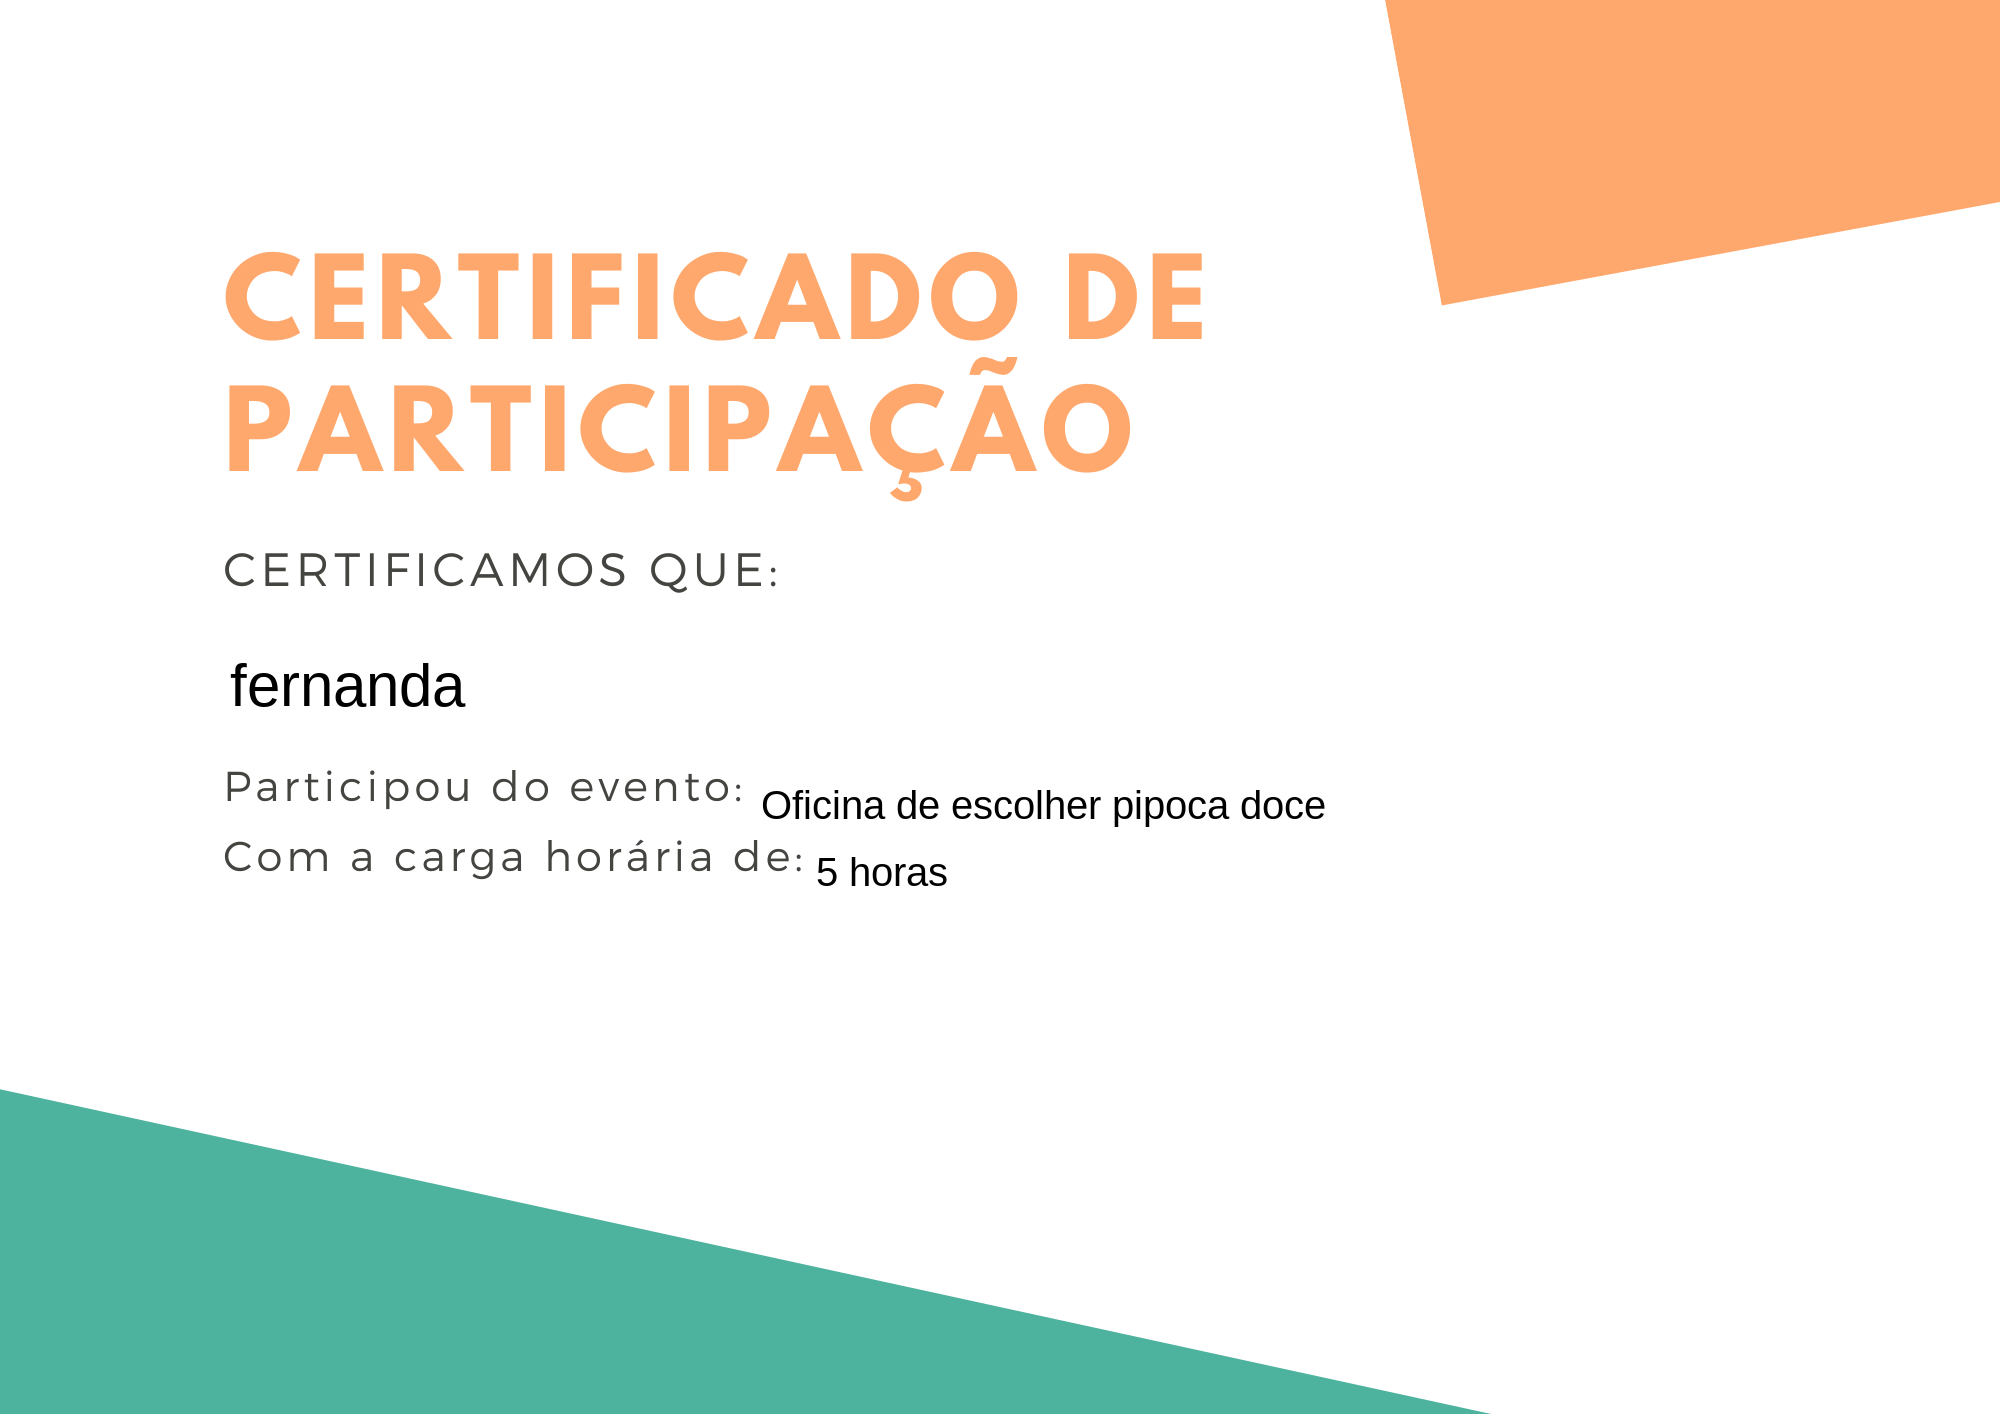 CERTIFICADO DE
PARTICIPAÇÃO
CERTIFICAMOS QUE:
fernanda
Participou do evento: Oficina de escolher pipoca doce
Com a carga horária de: 5 horas